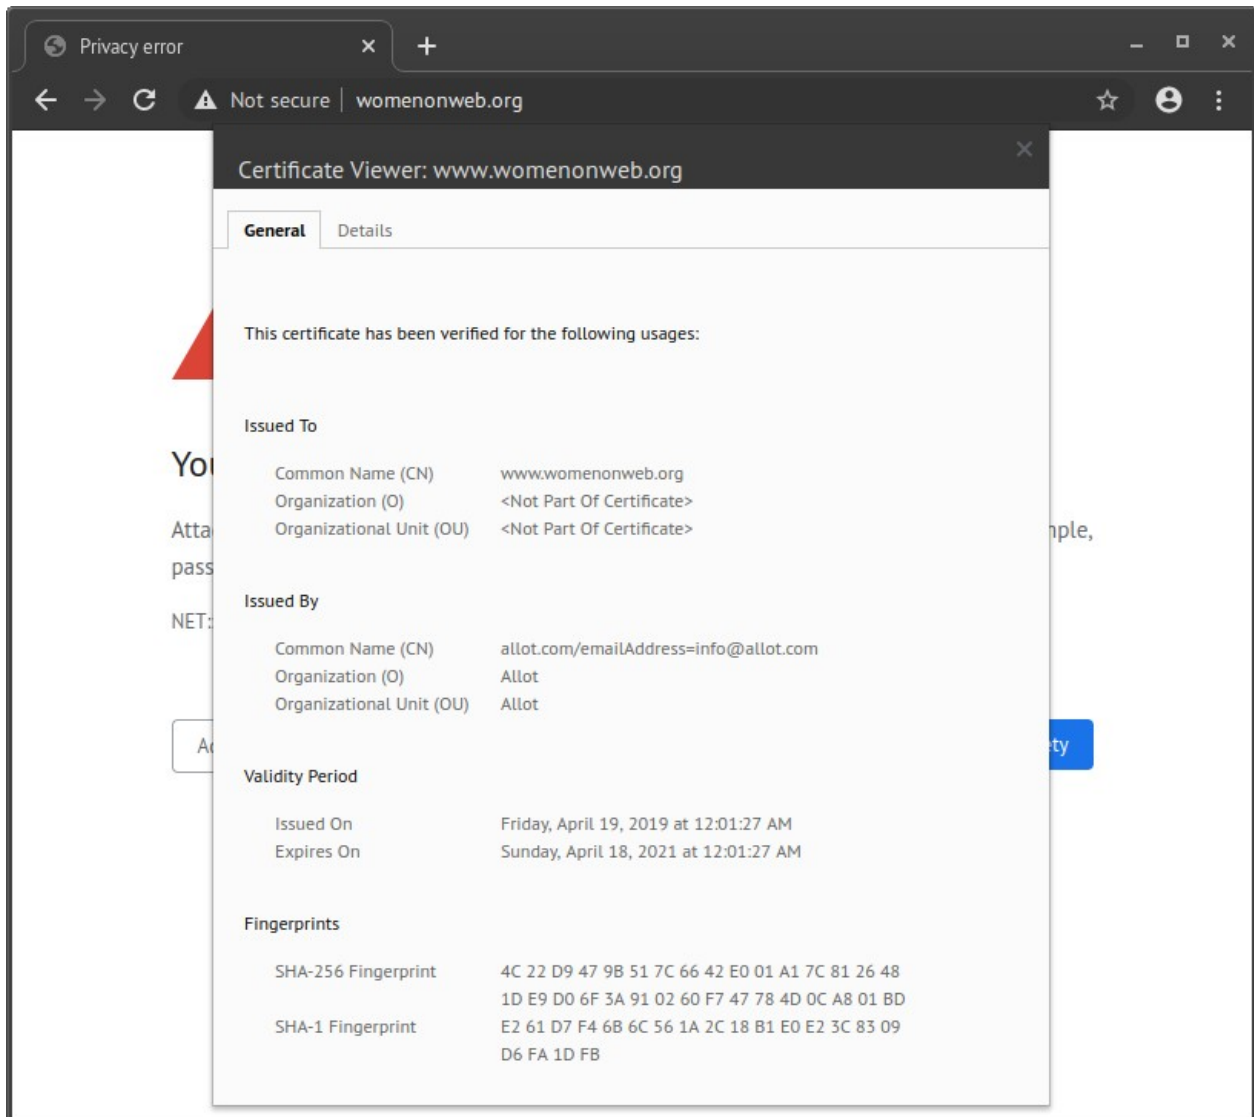 Privacy error
Not secure womenonweb.org
Certificate Viewer: www.womenonweb.org
General Details
This certificate has been verified for the following usages:
Issued To
Common Name (CN) www.womenonweb.org
Organization (O) <Not Part Of Certificate>
Organizational Unit (OU) <Not Part Of Certificate>
Issued By
Common Name (CN) allot.com/emailAddress=info@allot.com
Organization (O) Allot
Organizational Unit (OU) Allot
Validity Period
Issued On Friday, April 19, 2019 at 12:01:27 AM
Expires On Sunday, April 18, 2021 at 12:01:27 AM
Fingerprints
SHA-256 Fingerprint 4C 22 D9 47 9B 51 7C 66 42 E0 01 A1 7C 81 26 48
1D E9 D0 6F 3A 91 02 60 F7 47 78 4D 0C A8 01 BD
SHA-1 Fingerprint E2 61 D7 F4 6B 6C 56 1A 2C 18 B1 E0 E2 3C 83 09
D6 FA 1D FB
NET: